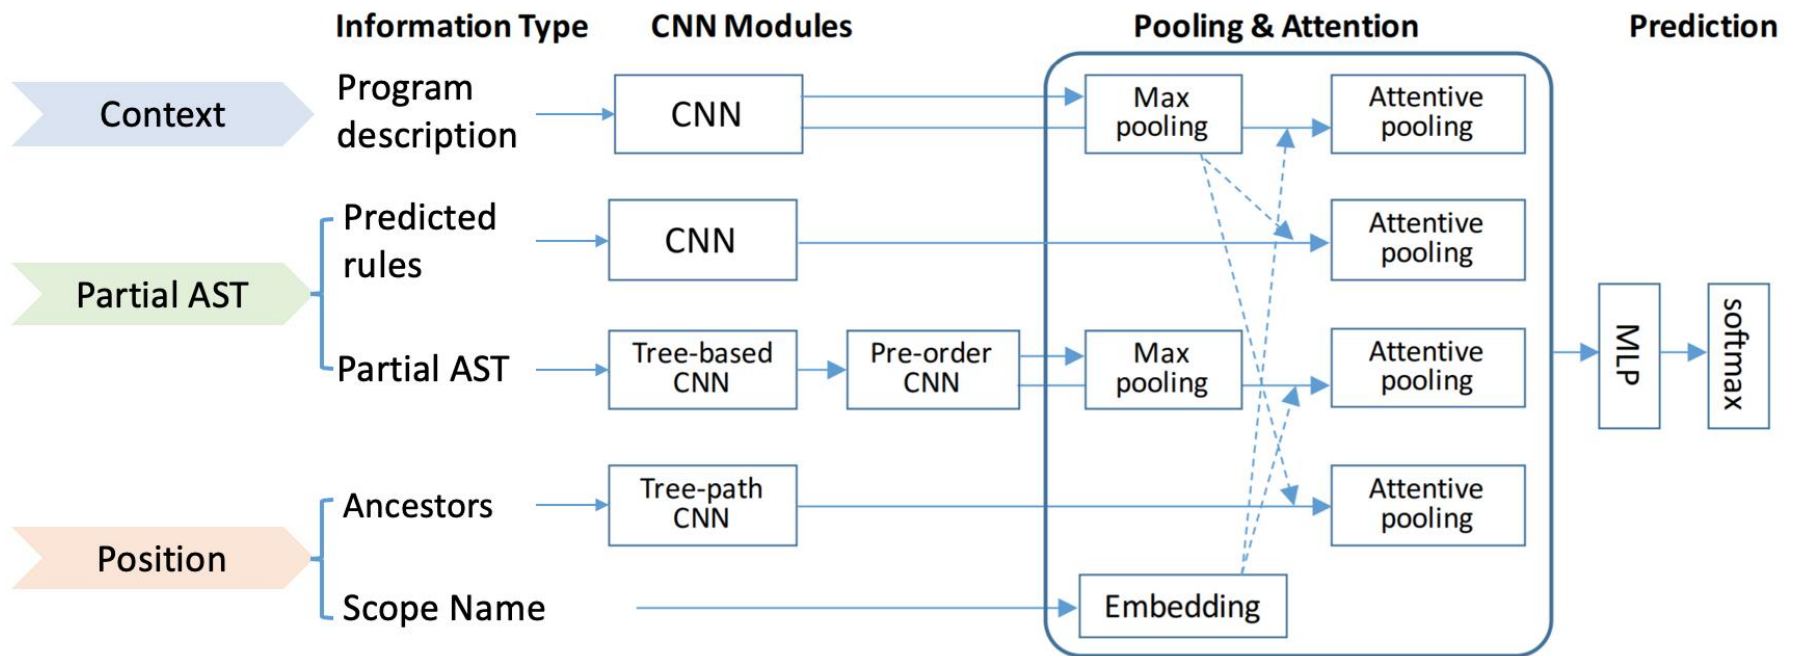 Information Type
CNN Modules
Pooling & Attention
Prediction
Context
Program
description
CNN
Max
pooling
Attentive
pooling
Partial AST
Predicted
rules
CNN
Attentive
pooling
Partial AST
Tree-based
CNN
Pre-order
CNN
Max
pooling
Attentive
pooling
MLP
softmax
Position
Ancestors
Tree-path
CNN
Attentive
pooling
Scope Name
Embedding